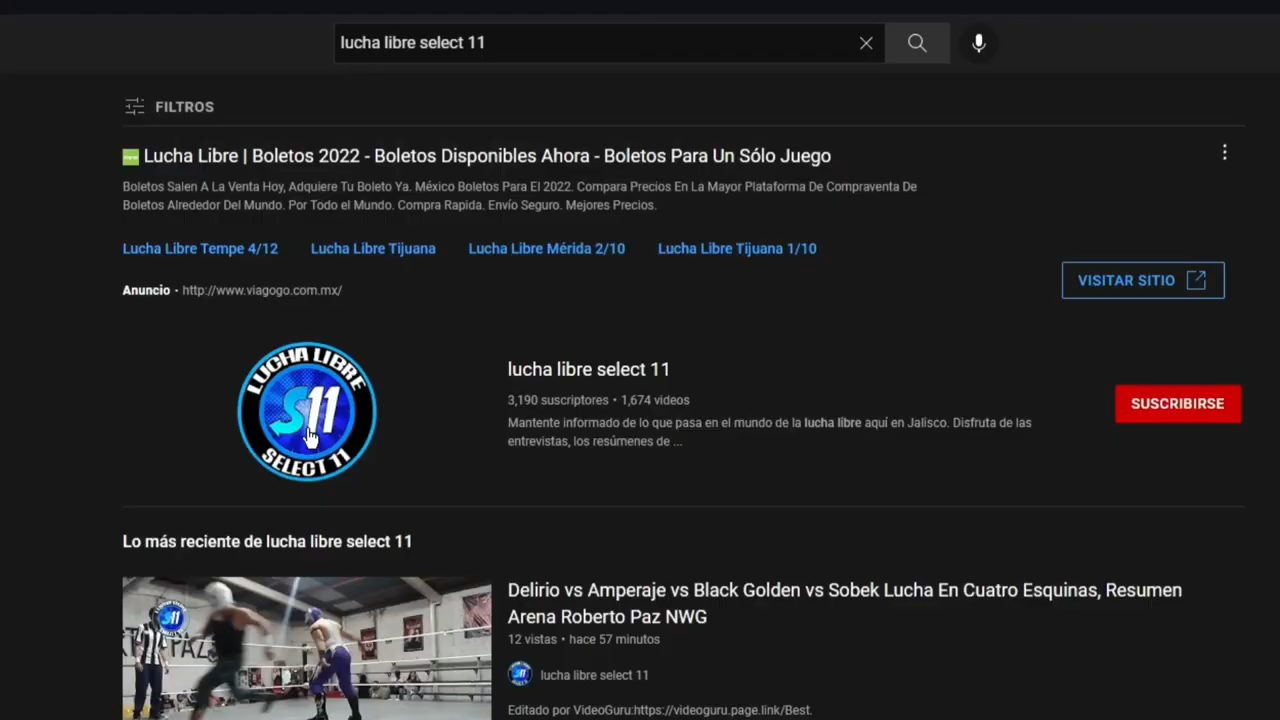 lucha libre select 11
FILTROS
Lucha Libre | Boletos 2022 - Boletos Disponibles Ahora - Boletos Para Un Sólo Juego
Boletos Salen A La Venta Hoy, Adquiere Tu Boleto Ya. México Boletos Para El 2022. Compara Precios En La Mayor Plataforma De Compraventa De
Boletos Alrededor Del Mundo. Por Todo el Mundo. Compra Rapida. Envío Seguro. Mejores Precios.
Lucha Libre Tempe 4/12 Lucha Libre Tijuana Lucha Libre Mérida 2/10 Lucha Libre Tijuana 1/10
VISITAR SITIO
Anuncio · http://www.viagogo.com.mx/
LUCHA LIBRE
S11
SELECT 11
lucha libre select 11
3,190 suscriptores • 1,674 videos
Mantente informado de lo que pasa en el mundo de la lucha libre aquí en Jalisco. Disfruta de las
entrevistas, los resúmenes de ...
SUSCRIBIRSE
Lo más reciente de lucha libre select 11
S11
PAZ
Delirio vs Amperaje vs Black Golden vs Sobek Lucha En Cuatro Esquinas, Resumen
Arena Roberto Paz NWG
12 vistas • hace 57 minutos
S11
lucha libre select 11
Editado por VideoGuru:https://videoguru.page.link/Best.